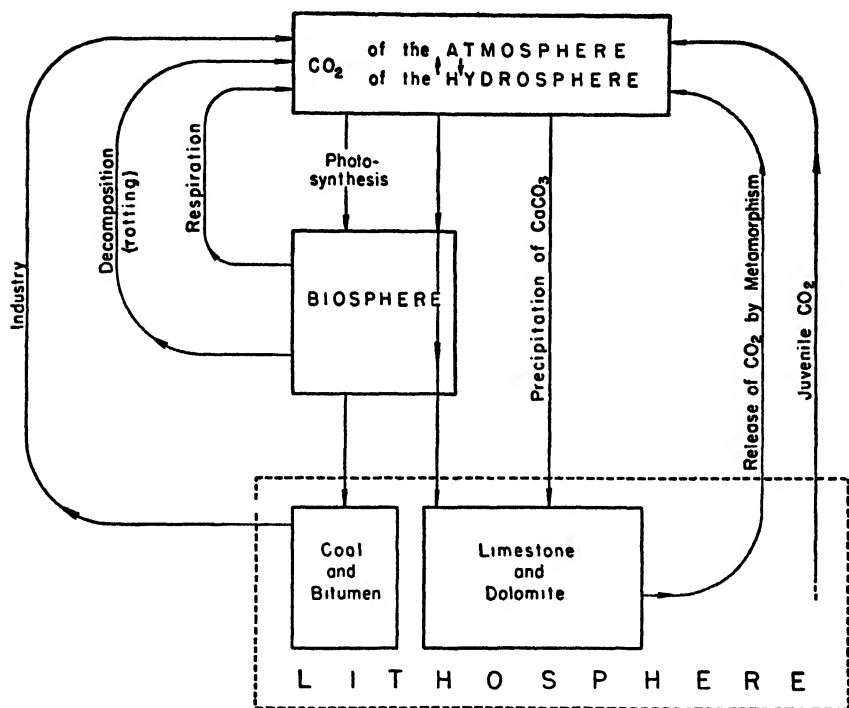 of the ATMOSPHERE
CO₂
of the HYDROSPHERE
Photo-
synthesis
Respiration
Decomposition
(rotting)
Industry
Precipitation of CaCO₃
Release of CO₂ by Metamorphism
Juvenile CO₂
BIOSPHERE
Coal
and
Bitumen
Limestone
and
Dolomite
LITHOSPHERE